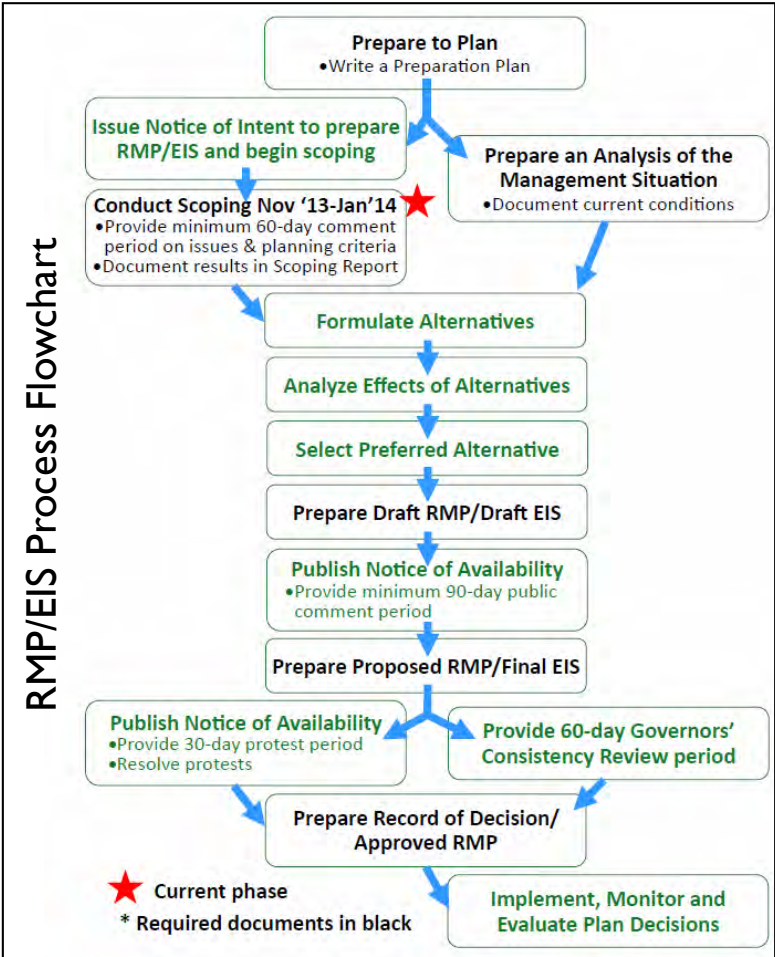 RMP/EIS Process Flowchart
Prepare to Plan
•Write a Preparation Plan
Issue Notice of Intent to prepare
RMP/EIS and begin scoping
Prepare an Analysis of the
Management Situation
•Document current conditions
Conduct Scoping Nov ‘13-Jan’14
•Provide minimum 60-day comment
period on issues & planning criteria
•Document results in Scoping Report
Formulate Alternatives
Analyze Effects of Alternatives
Select Preferred Alternative
Prepare Draft RMP/Draft EIS
Publish Notice of Availability
•Provide minimum 90-day public
comment period
Prepare Proposed RMP/Final EIS
Publish Notice of Availability
•Provide 30-day protest period
•Resolve protests
Provide 60-day Governors’
Consistency Review period
Prepare Record of Decision/
Approved RMP
Implement, Monitor and
Evaluate Plan Decisions
Current phase
* Required documents in black